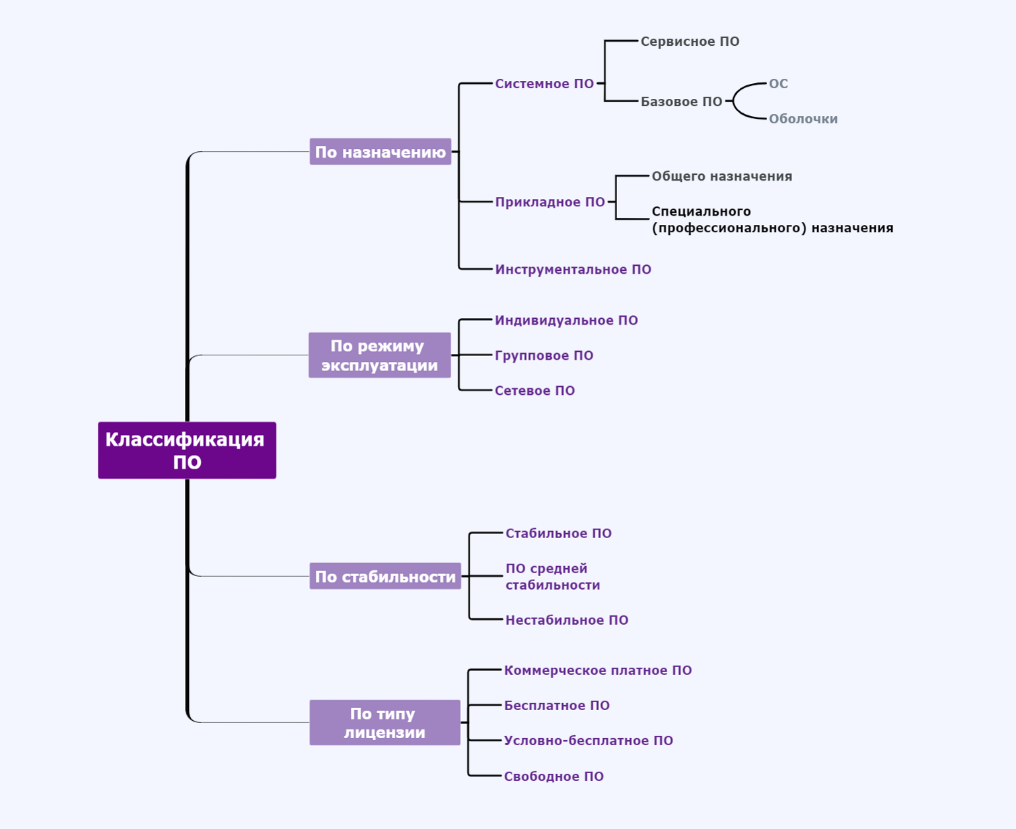 Классификация
ПО
По назначению
Системное ПО
Сервисное ПО
Базовое ПО
ОС
Оболочки
Прикладное ПО
Общего назначения
Специального
(профессионального) назначения
Инструментальное ПО
По режиму
эксплуатации
Индивидуальное ПО
Групповое ПО
Сетевое ПО
По стабильности
Стабильное ПО
ПО средней
стабильности
Нестабильное ПО
По типу
лицензии
Коммерческое платное ПО
Бесплатное ПО
Условно-бесплатное ПО
Свободное ПО